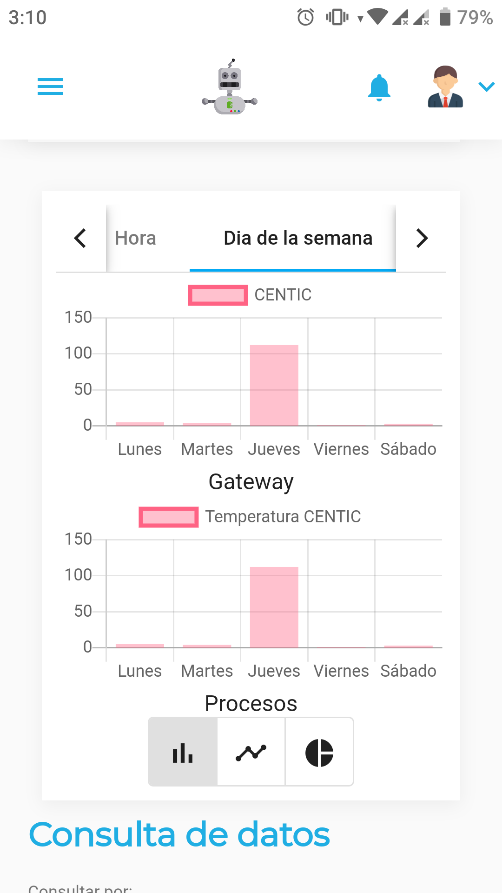 3:10 79%
Hora Dia de la semana
CENTIC
150
100
50
0
Lunes Martes Jueves Viernes Sábado
Gateway
Temperatura CENTIC
150
100
50
0
Lunes Martes Jueves Viernes Sábado
Procesos
Consulta de datos
Consultar por: